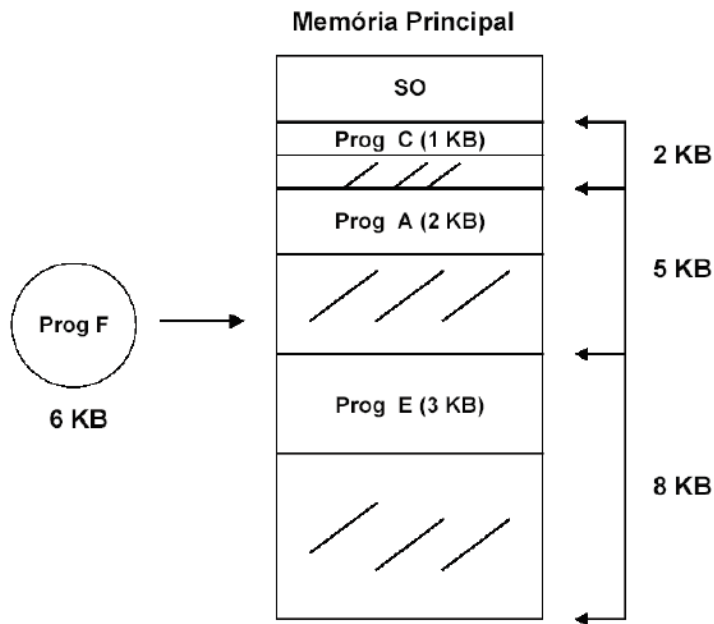 Memória Principal
SO
Prog C (1 KB)
2 KB
Prog A (2 KB)
5 KB
Prog F
6 KB
Prog E (3 KB)
8 KB